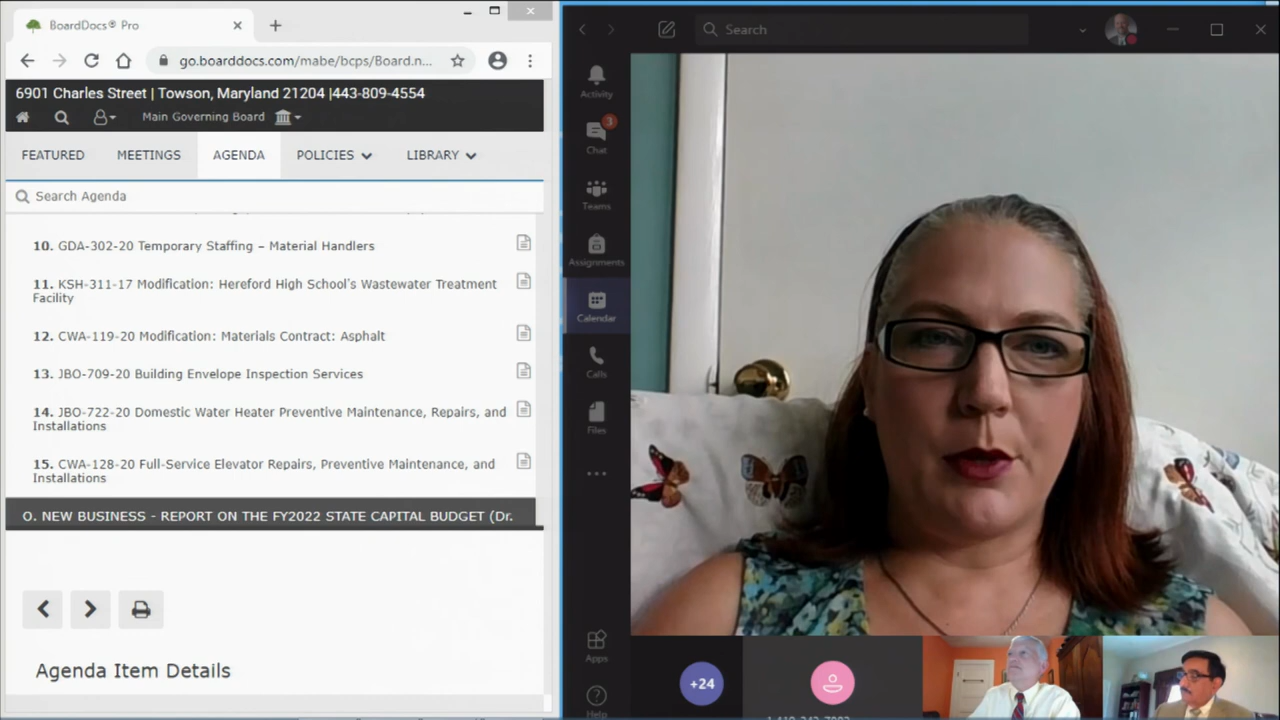 BoardDocs® Pro
go.boarddocs.com/mabe/bcps/Board.n...
6901 Charles Street | Towson, Maryland 21204 |443-809-4554
Main Governing Board
FEATURED MEETINGS AGENDA POLICIES LIBRARY
Search Agenda
10. GDA-302-20 Temporary Staffing – Material Handlers
11. KSH-311-17 Modification: Hereford High School's Wastewater Treatment
Facility
12. CWA-119-20 Modification: Materials Contract: Asphalt
13. JBO-709-20 Building Envelope Inspection Services
14. JBO-722-20 Domestic Water Heater Preventive Maintenance, Repairs, and
Installations
15. CWA-128-20 Full-Service Elevator Repairs, Preventive Maintenance, and
Installations
O. NEW BUSINESS - REPORT ON THE FY2022 STATE CAPITAL BUDGET (Dr.
Agenda Item Details
Search
Activity
3
Chat
Teams
Assignments
Calendar
Calls
Files
...
Apps
Help
+24